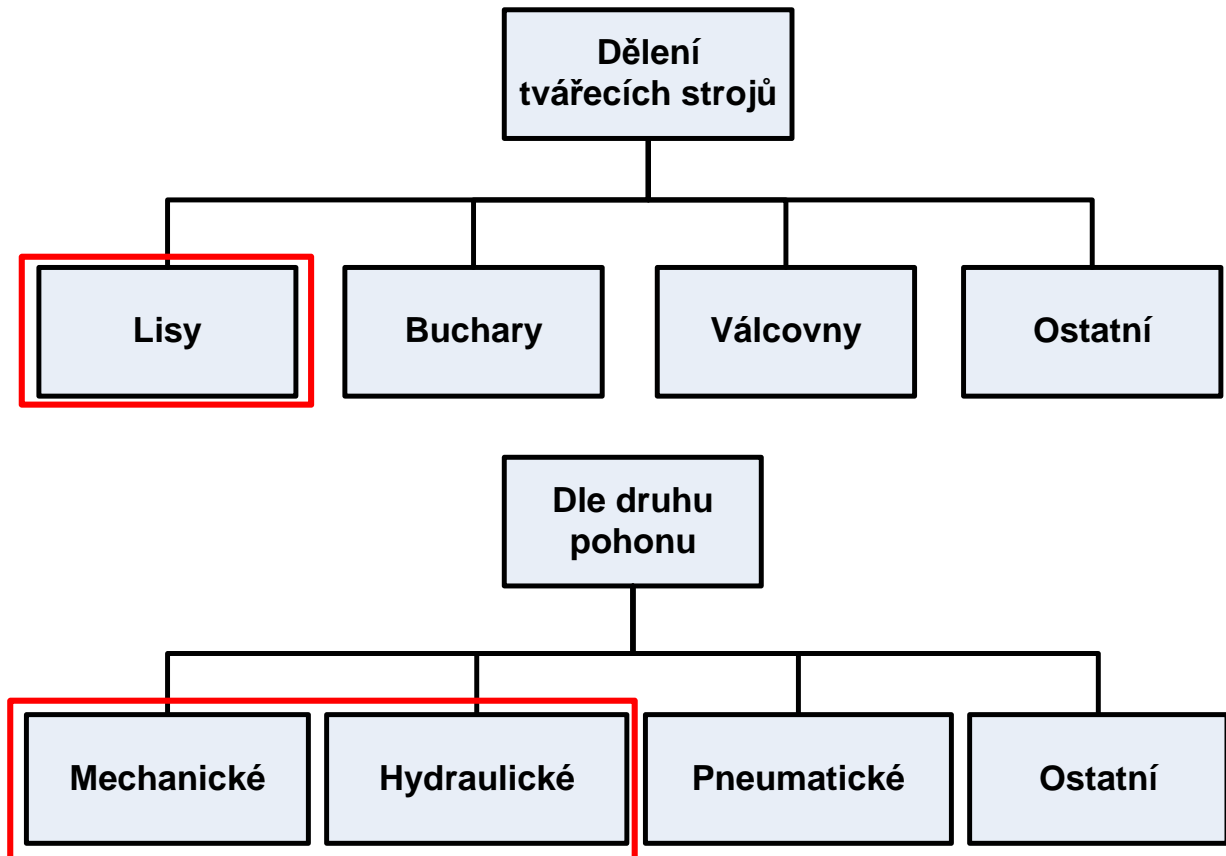 Dělení
tvářecích strojů
Lisy
Buchary
Válcovny
Ostatní
Dle druhu
pohonu
Mechanické
Hydraulické
Pneumatické
Ostatní